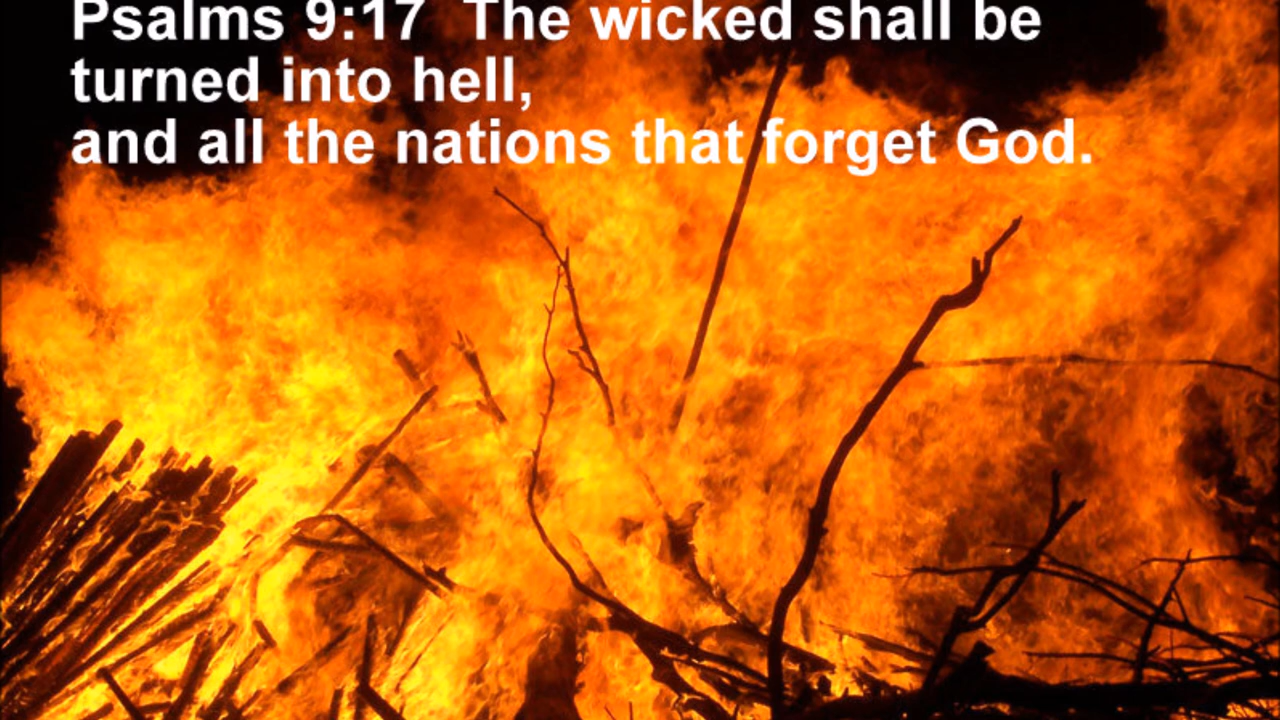 Psalms 9:17  The wicked shall be
turned into hell,
and all the nations that forget God.